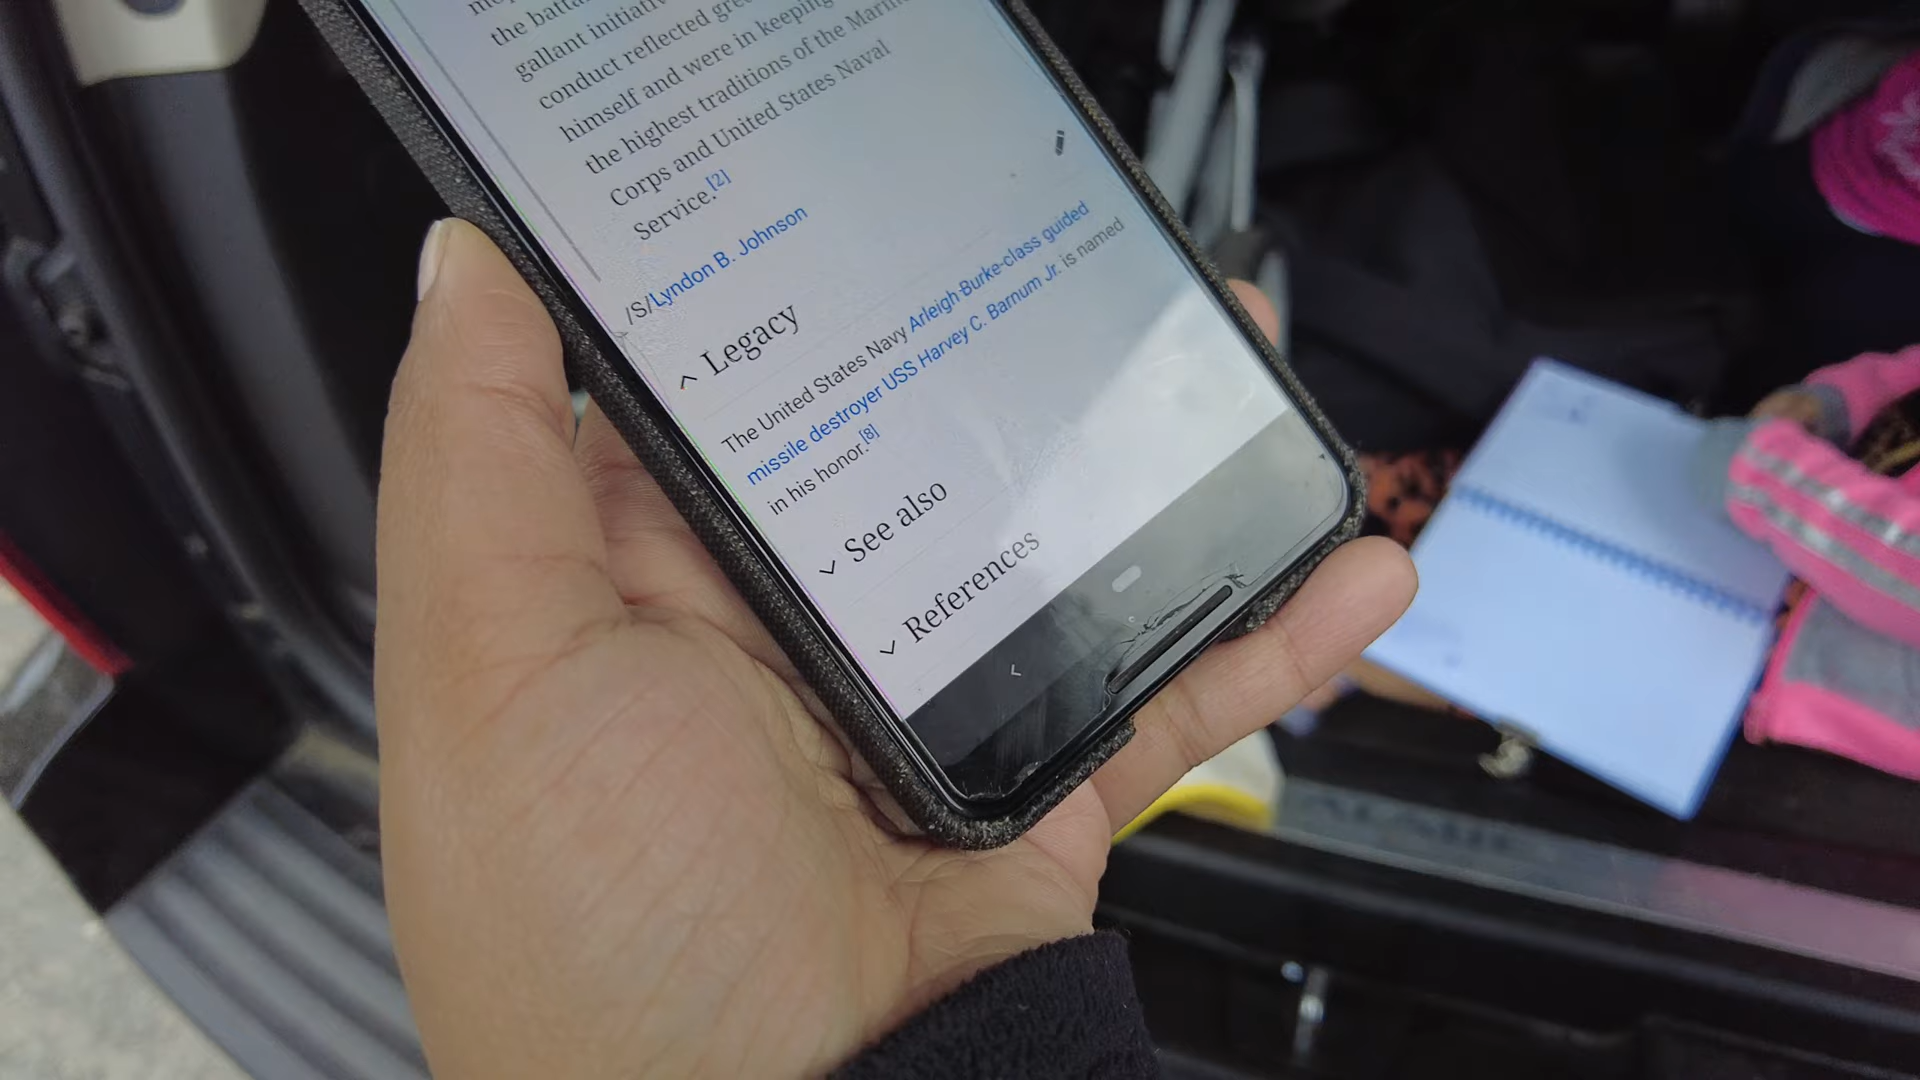 the battal
gallant initiativ
conduct reflected gre
himself and were in keeping
the highest traditions of the Marin
Corps and United States Naval
Service.[2]
/S/Lyndon B. Johnson
Legacy
The United States Navy Arleigh Burke-class guided
missile destroyer USS Harvey C. Barnum Jr. is named
in his honor.[8]
See also
References